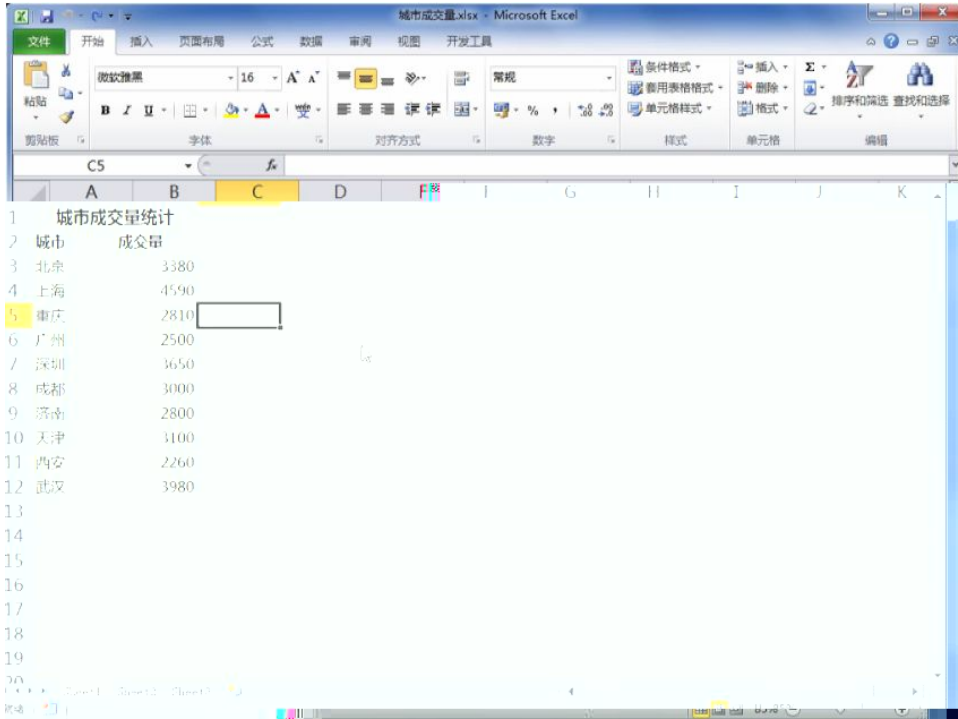 城市成交量.xlsx - Microsoft Excel
文件 开始 插入 页面布局 公式 数据 审阅 视图 开发工具
粘贴 微软雅黑 16 A A 常规 条件格式 插入 Σ
B I U A 变 % , 套用表格格式 删除 排序和筛选 查找和选择
单元格样式 格式
剪贴板 字体 对齐方式 数字 样式 单元格 编辑
C5 fx
A B C D F G H I J K
1 城市成交量统计
2 城市 成交量
3 北京 3380
4 上海 4590
5 重庆 2810
6 广州 2500
7 深圳 3650
8 成都 3000
9 济南 2800
10 天津 3100
11 西安 2260
12 武汉 3980
13
14
15
16
17
18
19
20
Sheet1 Sheet2 Sheet3